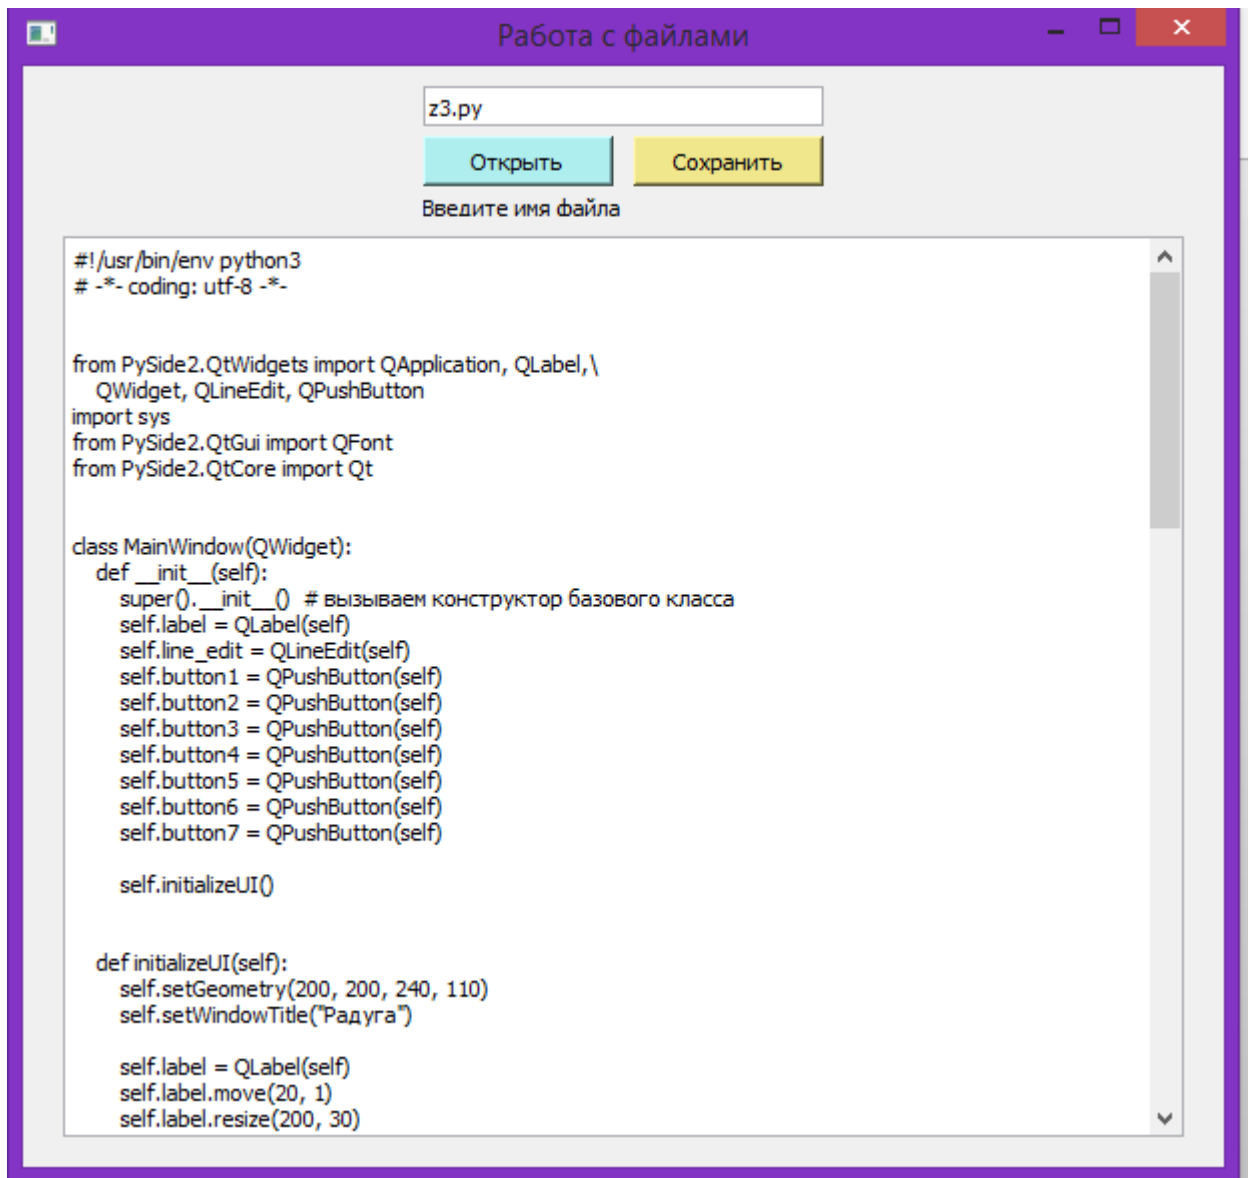 Работа с файлами
z3.py
Открыть Сохранить
Введите имя файла
#!/usr/bin/env python3
# -*- coding: utf-8 -*-
from PySide2.QtWidgets import QApplication, QLabel,\
QWidget, QLineEdit, QPushButton
import sys
from PySide2.QtGui import QFont
from PySide2.QtCore import Qt
class MainWindow(QWidget):
def __init__(self):
super().__init__() # вызываем конструктор базового класса
self.label = QLabel(self)
self.line_edit = QLineEdit(self)
self.button1 = QPushButton(self)
self.button2 = QPushButton(self)
self.button3 = QPushButton(self)
self.button4 = QPushButton(self)
self.button5 = QPushButton(self)
self.button6 = QPushButton(self)
self.button7 = QPushButton(self)
self.initializeUI()
def initializeUI(self):
self.setGeometry(200, 200, 240, 110)
self.setWindowTitle("Радуга")
self.label = QLabel(self)
self.label.move(20, 1)
self.label.resize(200, 30)